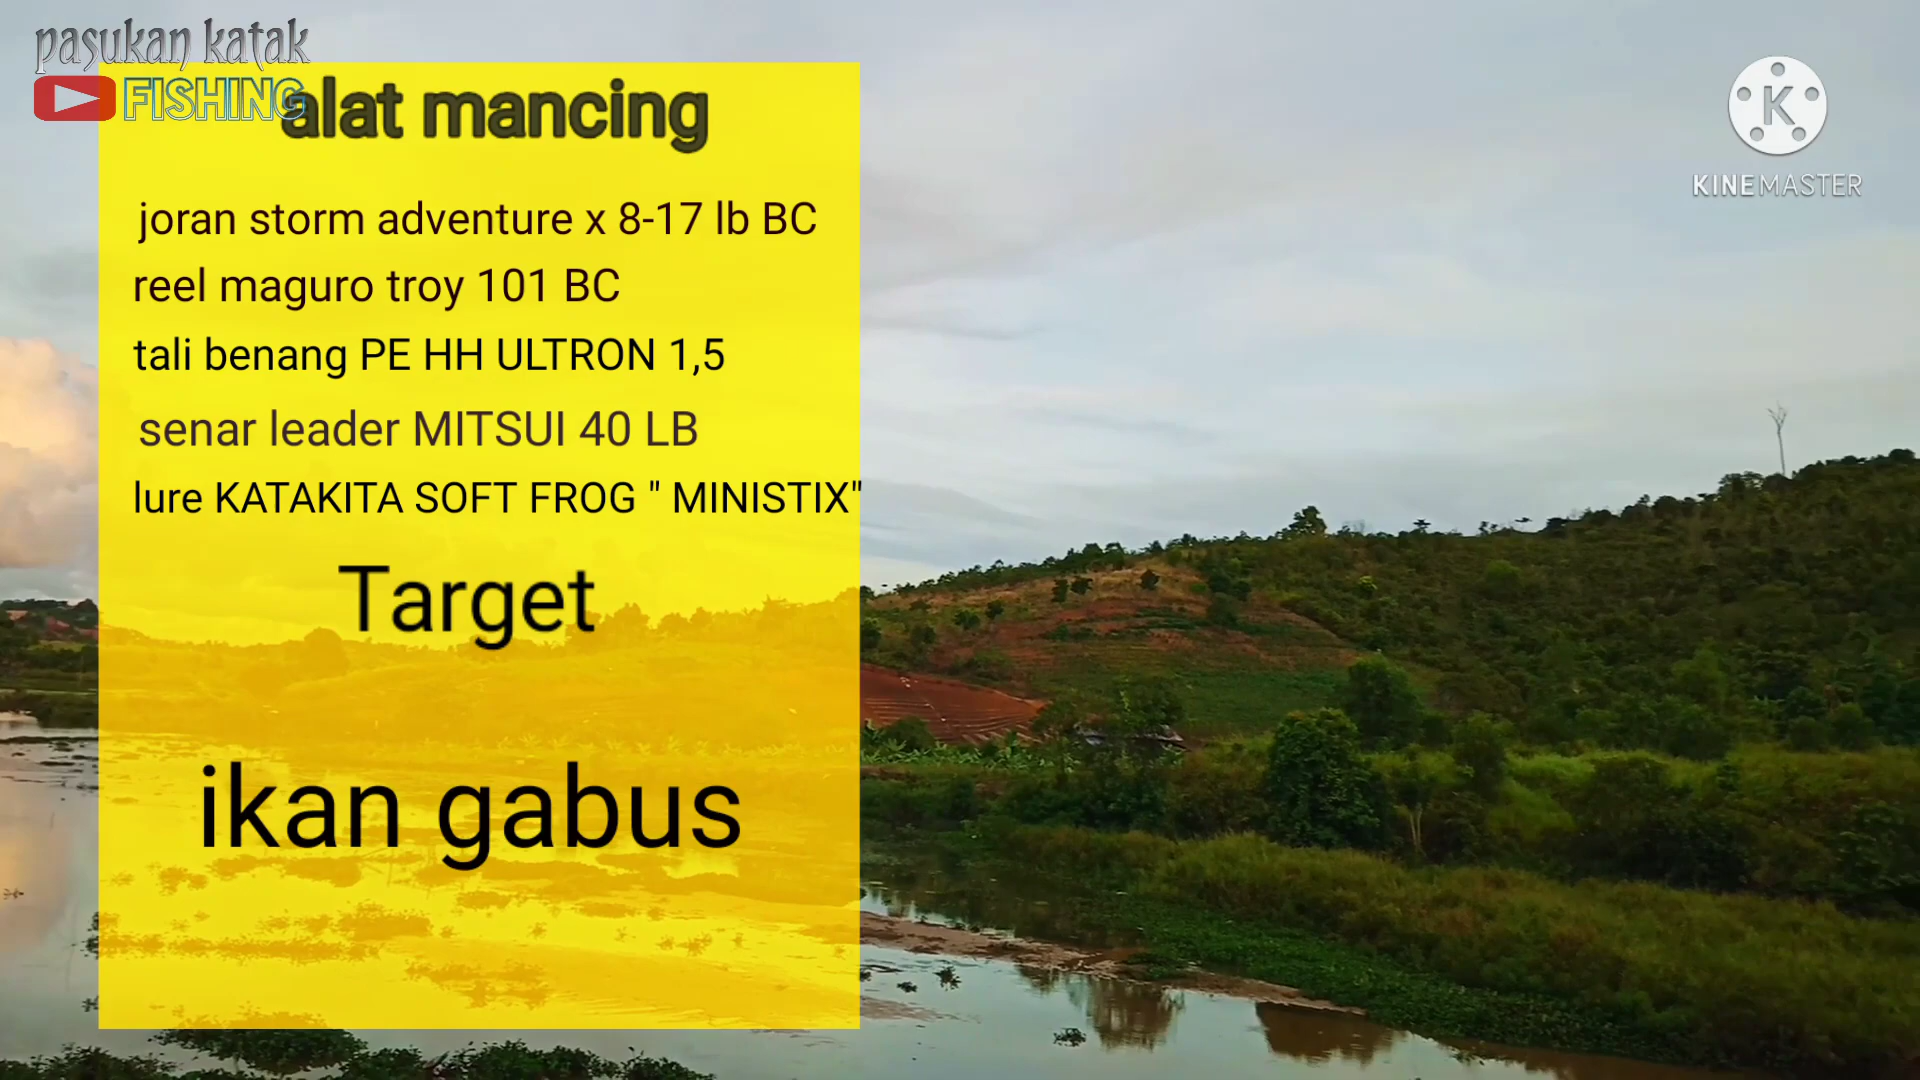 pasukan katak
FISHING
alat mancing
joran storm adventure x 8-17 lb BC
reel maguro troy 101 BC
tali benang PE HH ULTRON 1,5
senar leader MITSUI 40 LB
lure KATAKITA SOFT FROG " MINISTIX"
Target
ikan gabus
K
KINEMASTER